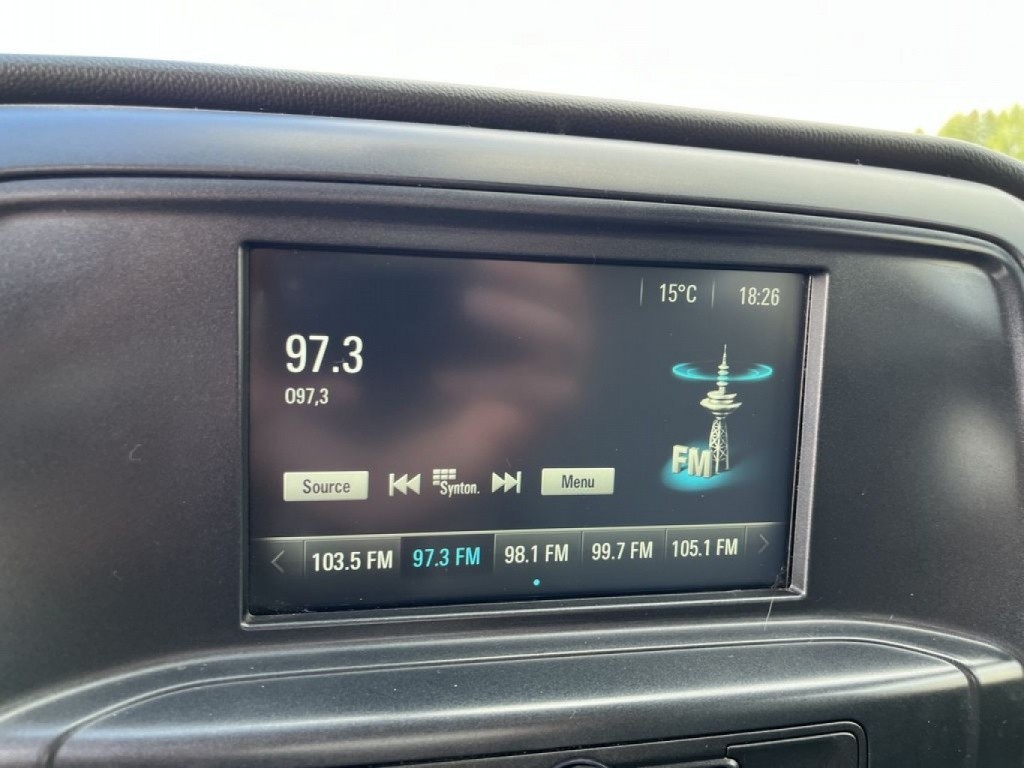 15°C 18:26
97.3
097,3
FM
Source Synton. Menu
103.5 FM 97.3 FM 98.1 FM 99.7 FM 105.1 FM